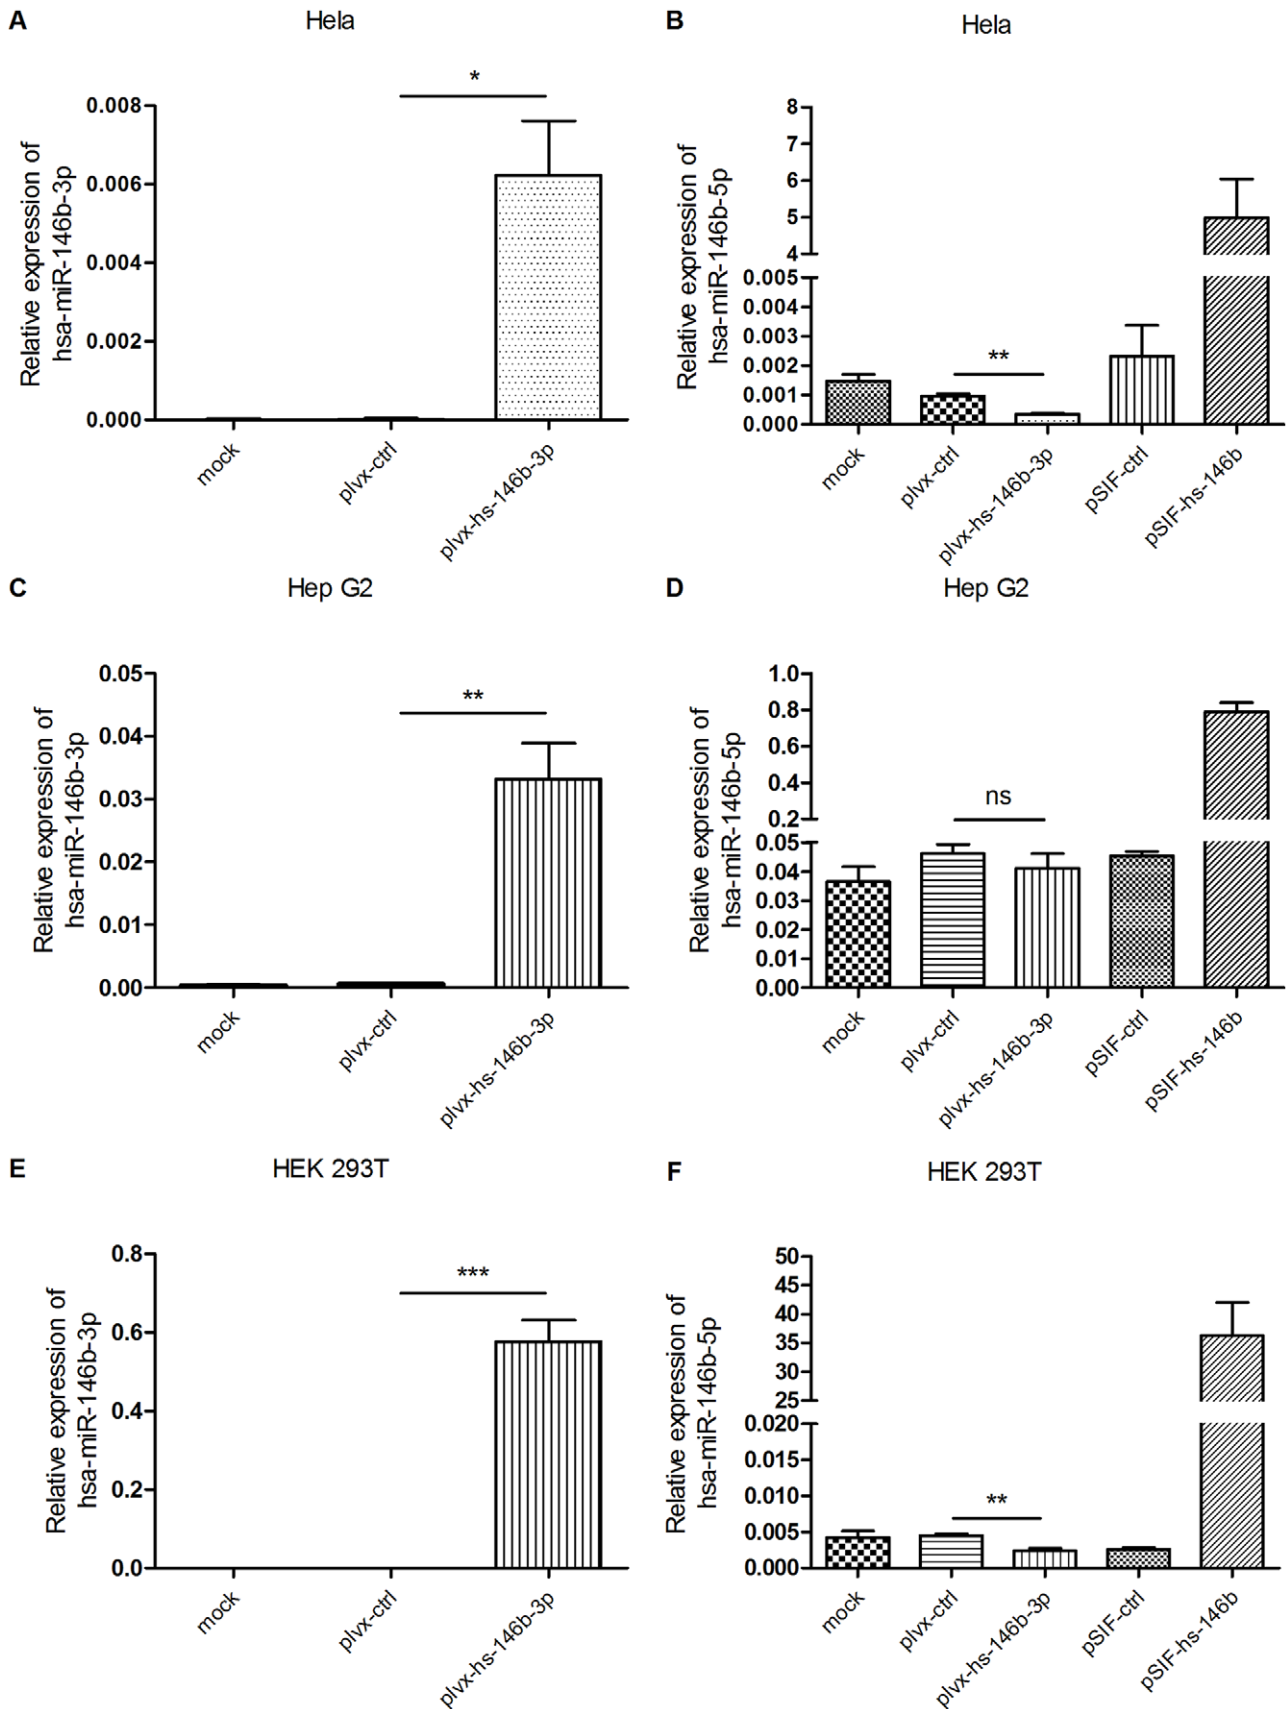 A
Hela
*
Relative expression of
hsa-miR-146b-3p
0.008
0.006
0.004
0.002
0.000
mock
plvx-ctrl
plvx-hs-146b-3p
B
Hela
Relative expression of
hsa-miR-146b-5p
8
7
6
5
4
0.005
0.004
0.003
0.002
0.001
0.000
**
mock
plvx-ctrl
plvx-hs-146b-3p
pSIF-ctrl
pSIF-hs-146b
C
Hep G2
**
Relative expression of
hsa-miR-146b-3p
0.05
0.04
0.03
0.02
0.01
0.00
mock
plvx-ctrl
plvx-hs-146b-3p
D
Hep G2
Relative expression of
hsa-miR-146b-5p
1.0
0.8
0.6
0.4
0.2
0.05
0.04
0.03
0.02
0.01
0.00
ns
mock
plvx-ctrl
plvx-hs-146b-3p
pSIF-ctrl
pSIF-hs-146b
E
HEK 293T
***
Relative expression of
hsa-miR-146b-3p
0.8
0.6
0.4
0.2
0.0
mock
plvx-ctrl
plvx-hs-146b-3p
F
HEK 293T
Relative expression of
hsa-miR-146b-5p
50
45
40
35
30
25
0.020
0.015
0.010
0.005
0.000
**
mock
plvx-ctrl
plvx-hs-146b-3p
pSIF-ctrl
pSIF-hs-146b